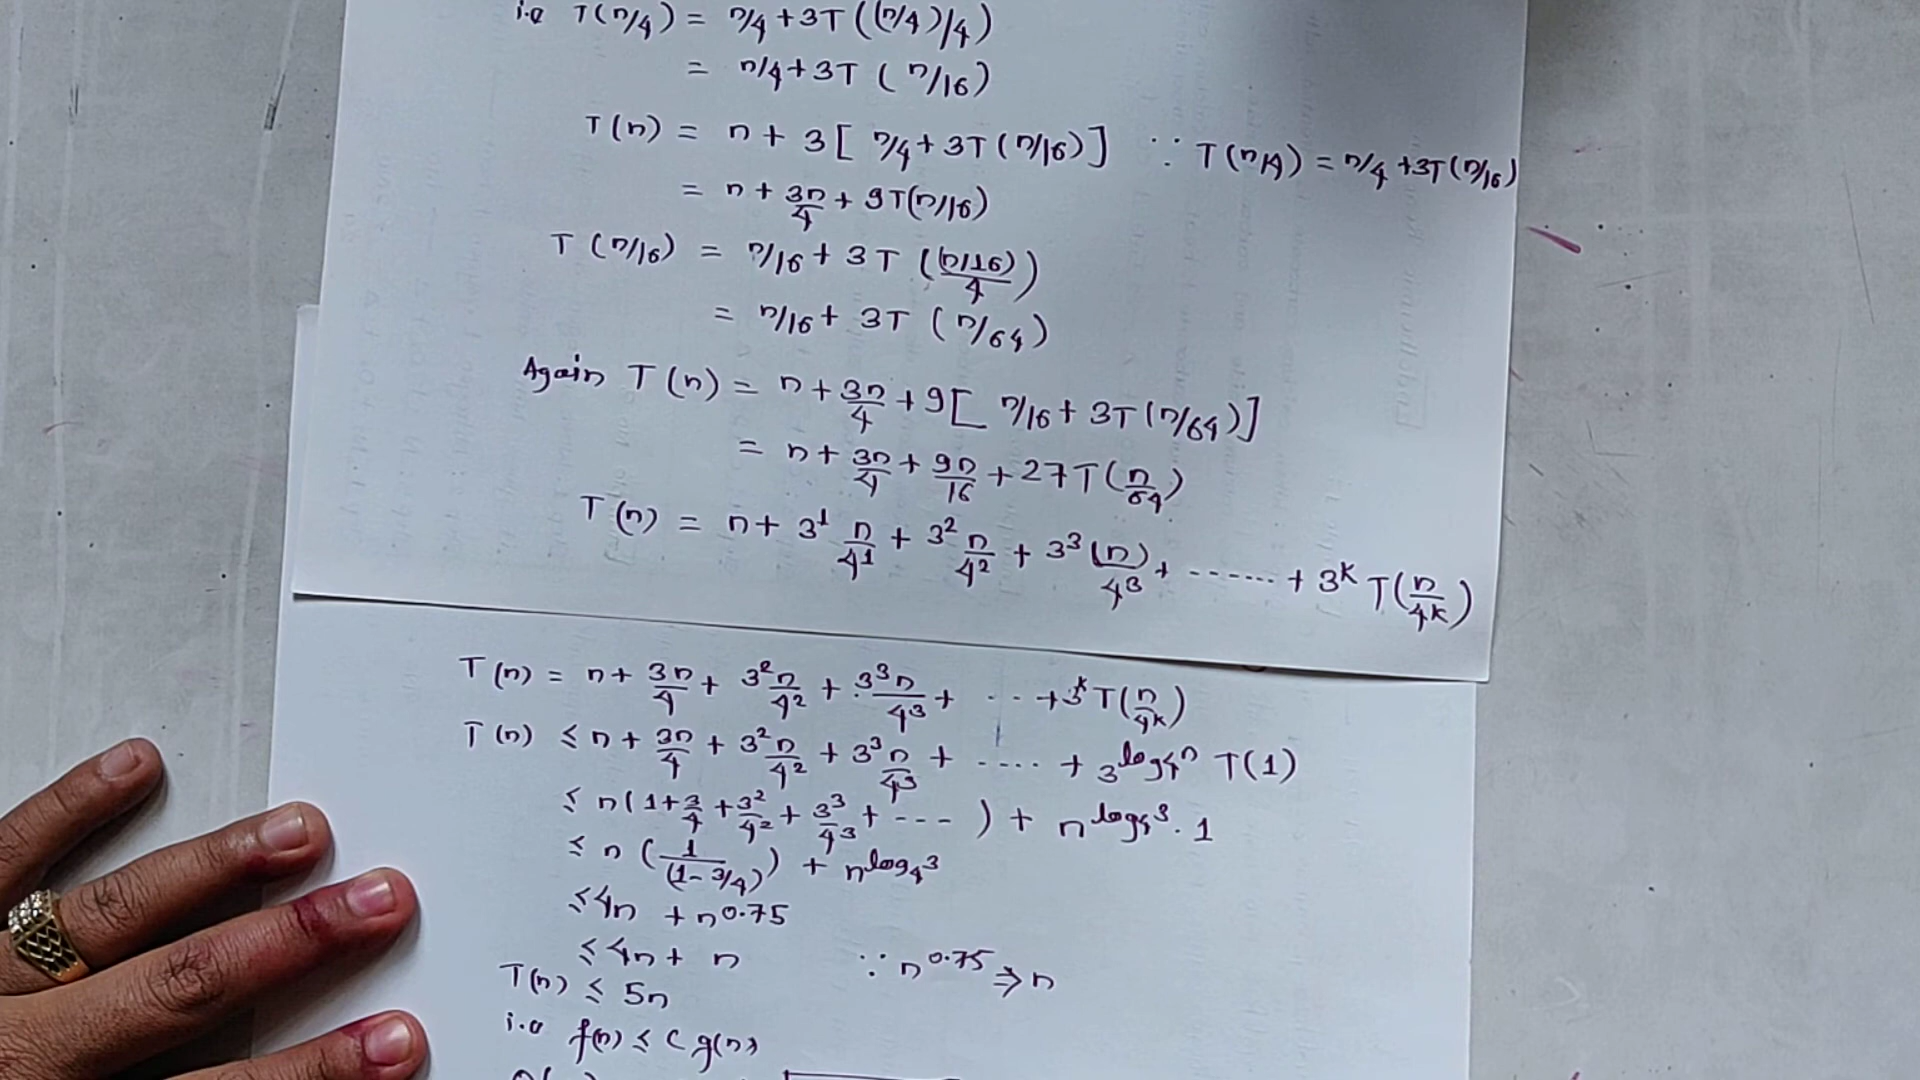 i.e T(n/4) = n/4 + 3T((n/4)/4)
= n/4 + 3T (n/16)
T(n) = n + 3[ n/4 + 3T(n/16)] ∵ T(n/4) = n/4 + 3T(n/16)
= n + 3n/4 + 9T(n/16)
T(n/16) = n/16 + 3T ((n/16)/4)
= n/16 + 3T (n/64)
Again T(n) = n + 3n/4 + 9[ n/16 + 3T(n/64)]
= n + 3n/4 + 9n/16 + 27T(n/64)
T(n) = n + 3^1 n/4^1 + 3^2 n/4^2 + 3^3 (n)/4^3 + ...... + 3^k T(n/4^k)
T(n) = n + 3n/4 + 3^2n/4^2 + 3^3n/4^3 + .. .. + 3^k T(n/4^k)
T(n) ≤ n + 3n/4 + 3^2n/4^2 + 3^3n/4^3 + ..... + 3^log4^n T(1)
≤ n(1 + 3/4 + 3^2/4^2 + 3^3/4^3 + ---- ) + n^log4^3 . 1
≤ n (1/(1-3/4)) + n^log4^3
≤ 4n + n^0.75
≤ 4n + n ∵ n^0.75 ⇒ n
T(n) ≤ 5n
i.e f(n) ≤ c g(n)